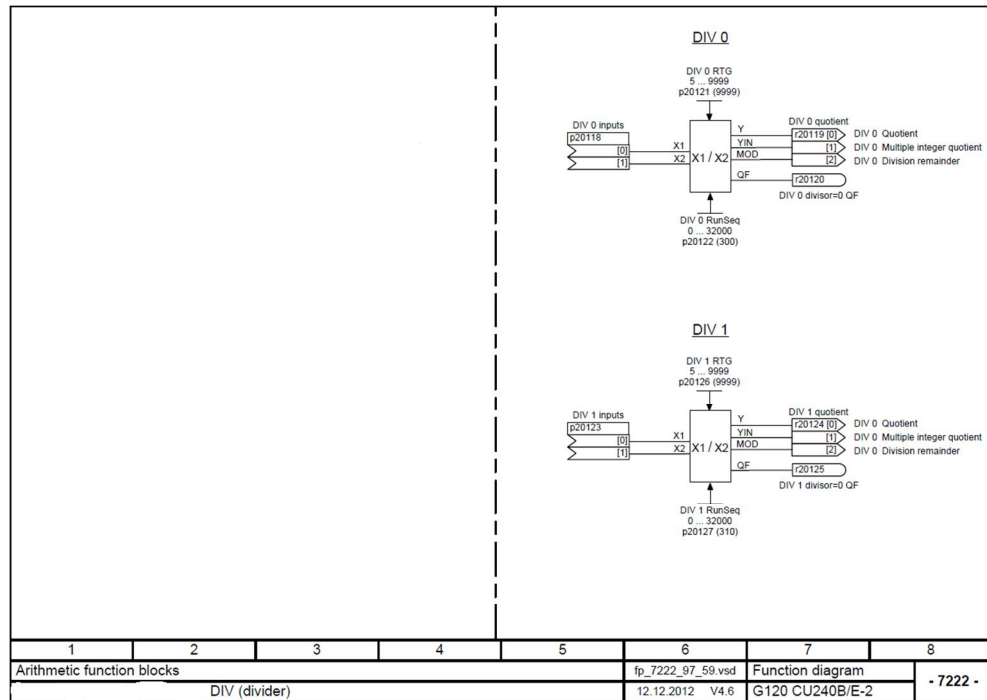 DIV 0
DIV 0 RTG
5 ... 9999
p20121 (9999)
DIV 0 inputs
p20118
[0]
[1]
X1
X2
X1 / X2
Y
YIN
MOD
QF
DIV 0 quotient
r20119 [0]
[1]
[2]
DIV 0 Quotient
DIV 0 Multiple integer quotient
DIV 0 Division remainder
r20120
DIV 0 divisor=0 QF
DIV 0 RunSeq
0 ... 32000
p20122 (300)
DIV 1
DIV 1 RTG
5 ... 9999
p20126 (9999)
DIV 1 inputs
p20123
[0]
[1]
X1
X2
X1 / X2
Y
YIN
MOD
QF
DIV 1 quotient
r20124 [0]
[1]
[2]
DIV 0 Quotient
DIV 0 Multiple integer quotient
DIV 0 Division remainder
r20125
DIV 1 divisor=0 QF
DIV 1 RunSeq
0 ... 32000
p20127 (310)
1 2 3 4 5 6 7 8
Arithmetic function blocks
fp_7222_97_59.vsd
Function diagram
- 7222 -
DIV (divider)
12.12.2012 V4.6
G120 CU240B/E-2